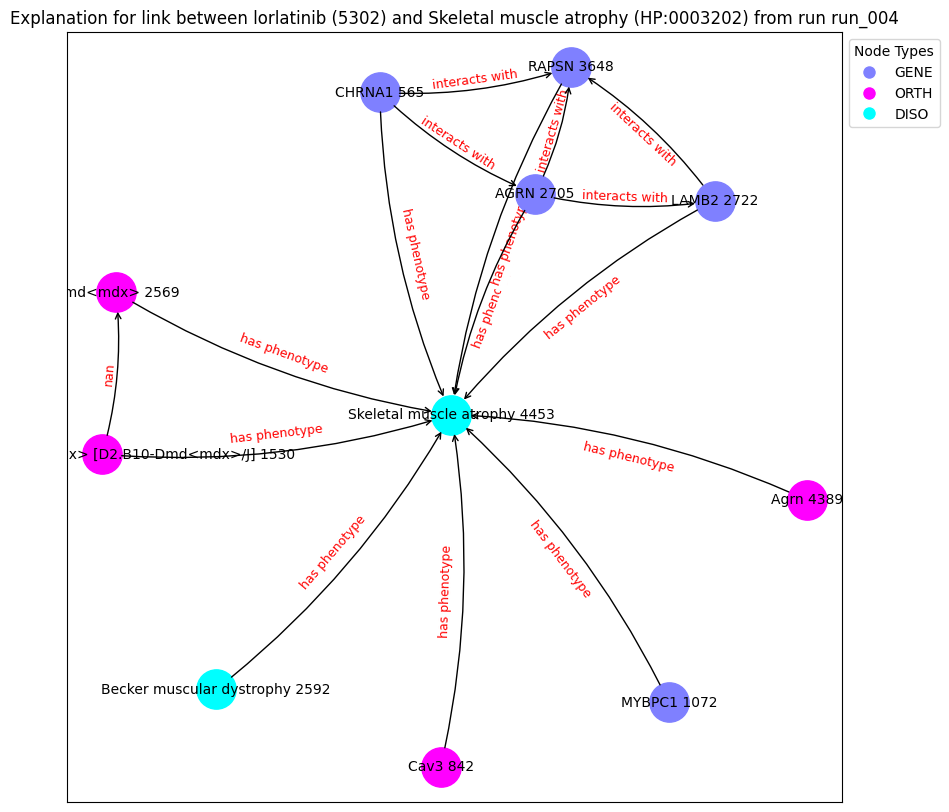 Explanation for link between lorlatinib (5302) and Skeletal muscle atrophy (HP:0003202) from run run_004
Node Types
GENE
ORTH
DISO
RAPSN 3648
CHRNA1 565
interacts with
interacts with
interacts with
interacts with
AGRN 2705
interacts with
LAMB2 2722
has phenotype
has phenotype
has pheno
has phenotype
md<mdx> 2569
has phenotype
nan
Skeletal muscle atrophy 4453
has phenotype
x> [D2.B10-Dmd<mdx>/J] 1530
has phenotype
Agrn 4389
has phenotype
has phenotype
has phenotype
Becker muscular dystrophy 2592
MYBPC1 1072
Cav3 842